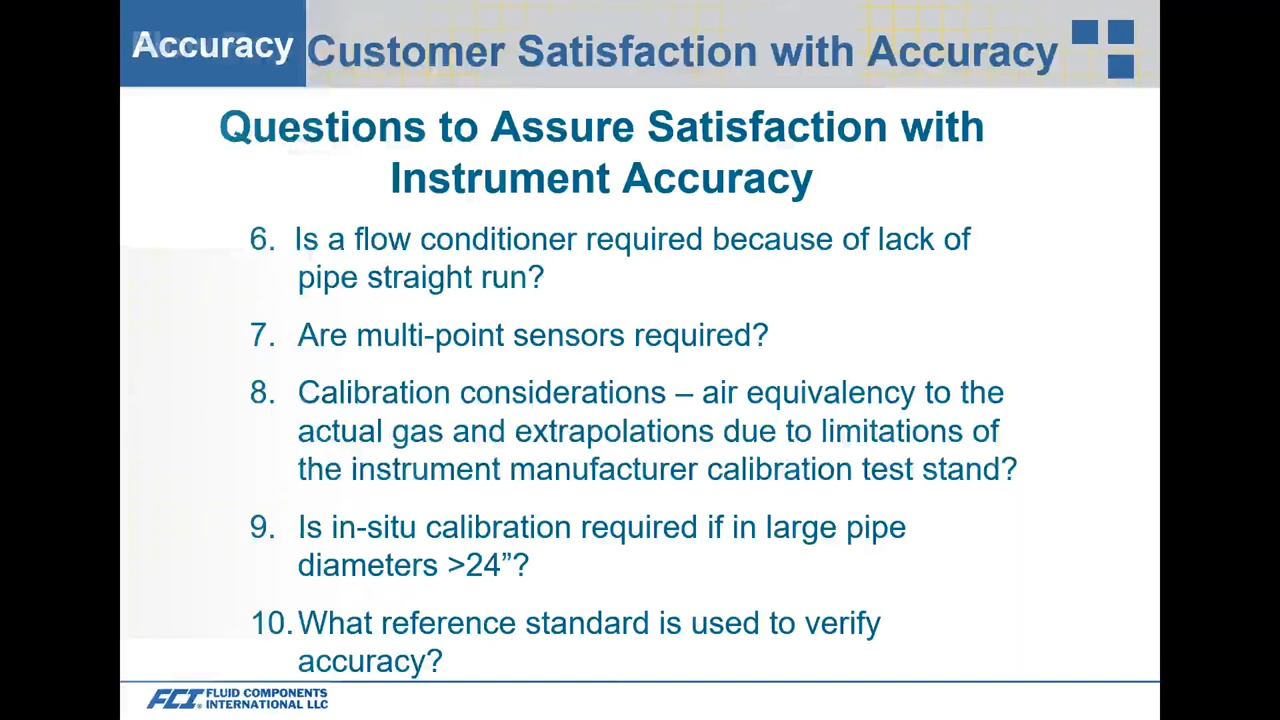 Accuracy Customer Satisfaction with Accuracy
Questions to Assure Satisfaction with
Instrument Accuracy
6. Is a flow conditioner required because of lack of
pipe straight run?
7. Are multi-point sensors required?
8. Calibration considerations – air equivalency to the
actual gas and extrapolations due to limitations of
the instrument manufacturer calibration test stand?
9. Is in-situ calibration required if in large pipe
diameters >24”?
10. What reference standard is used to verify
accuracy?
FCI® FLUID COMPONENTS
INTERNATIONAL LLC